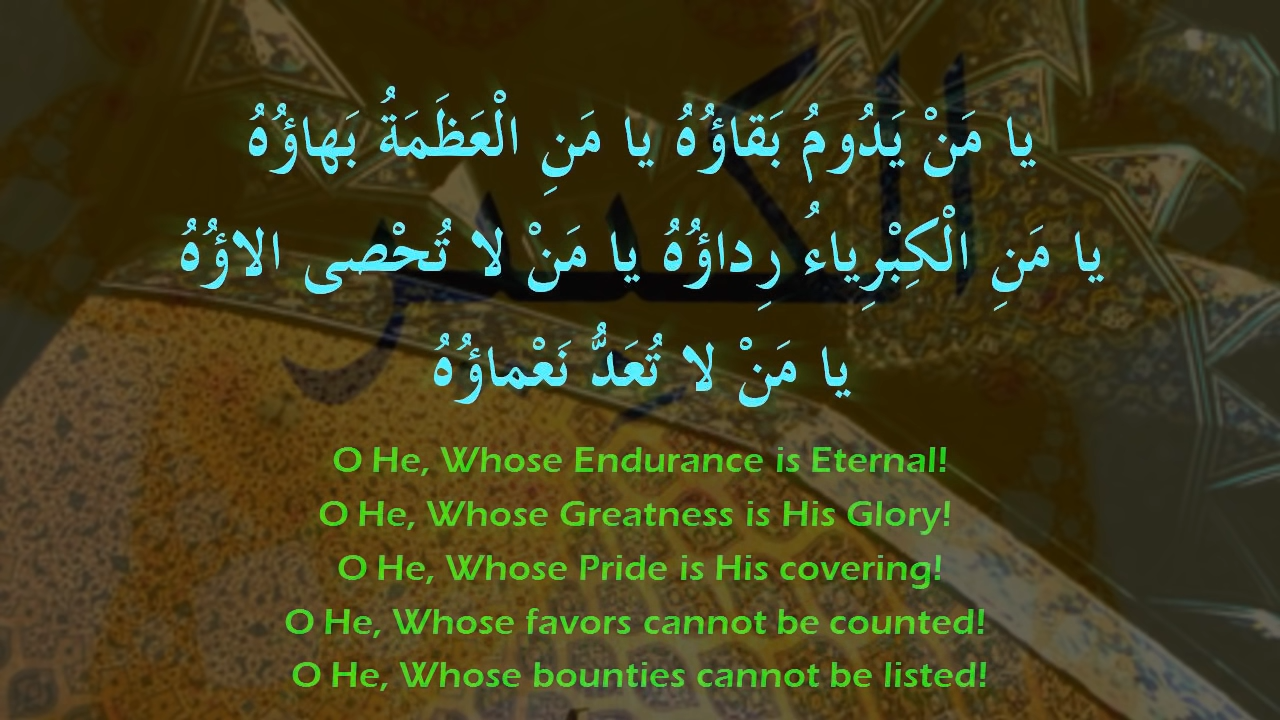 يا مَنْ يَدُومُ بَقاؤُهُ يا مَنِ الْعَظَمَةُ بَهاؤُهُ
يا مَنِ الْكِبْرِياءُ رِداؤُهُ يا مَنْ لا تُحْصى الاؤُهُ
يا مَنْ لا تُعَدُّ نَعْماؤُهُ
O He, Whose Endurance is Eternal!
O He, Whose Greatness is His Glory!
O He, Whose Pride is His covering!
O He, Whose favors cannot be counted!
O He, Whose bounties cannot be listed!